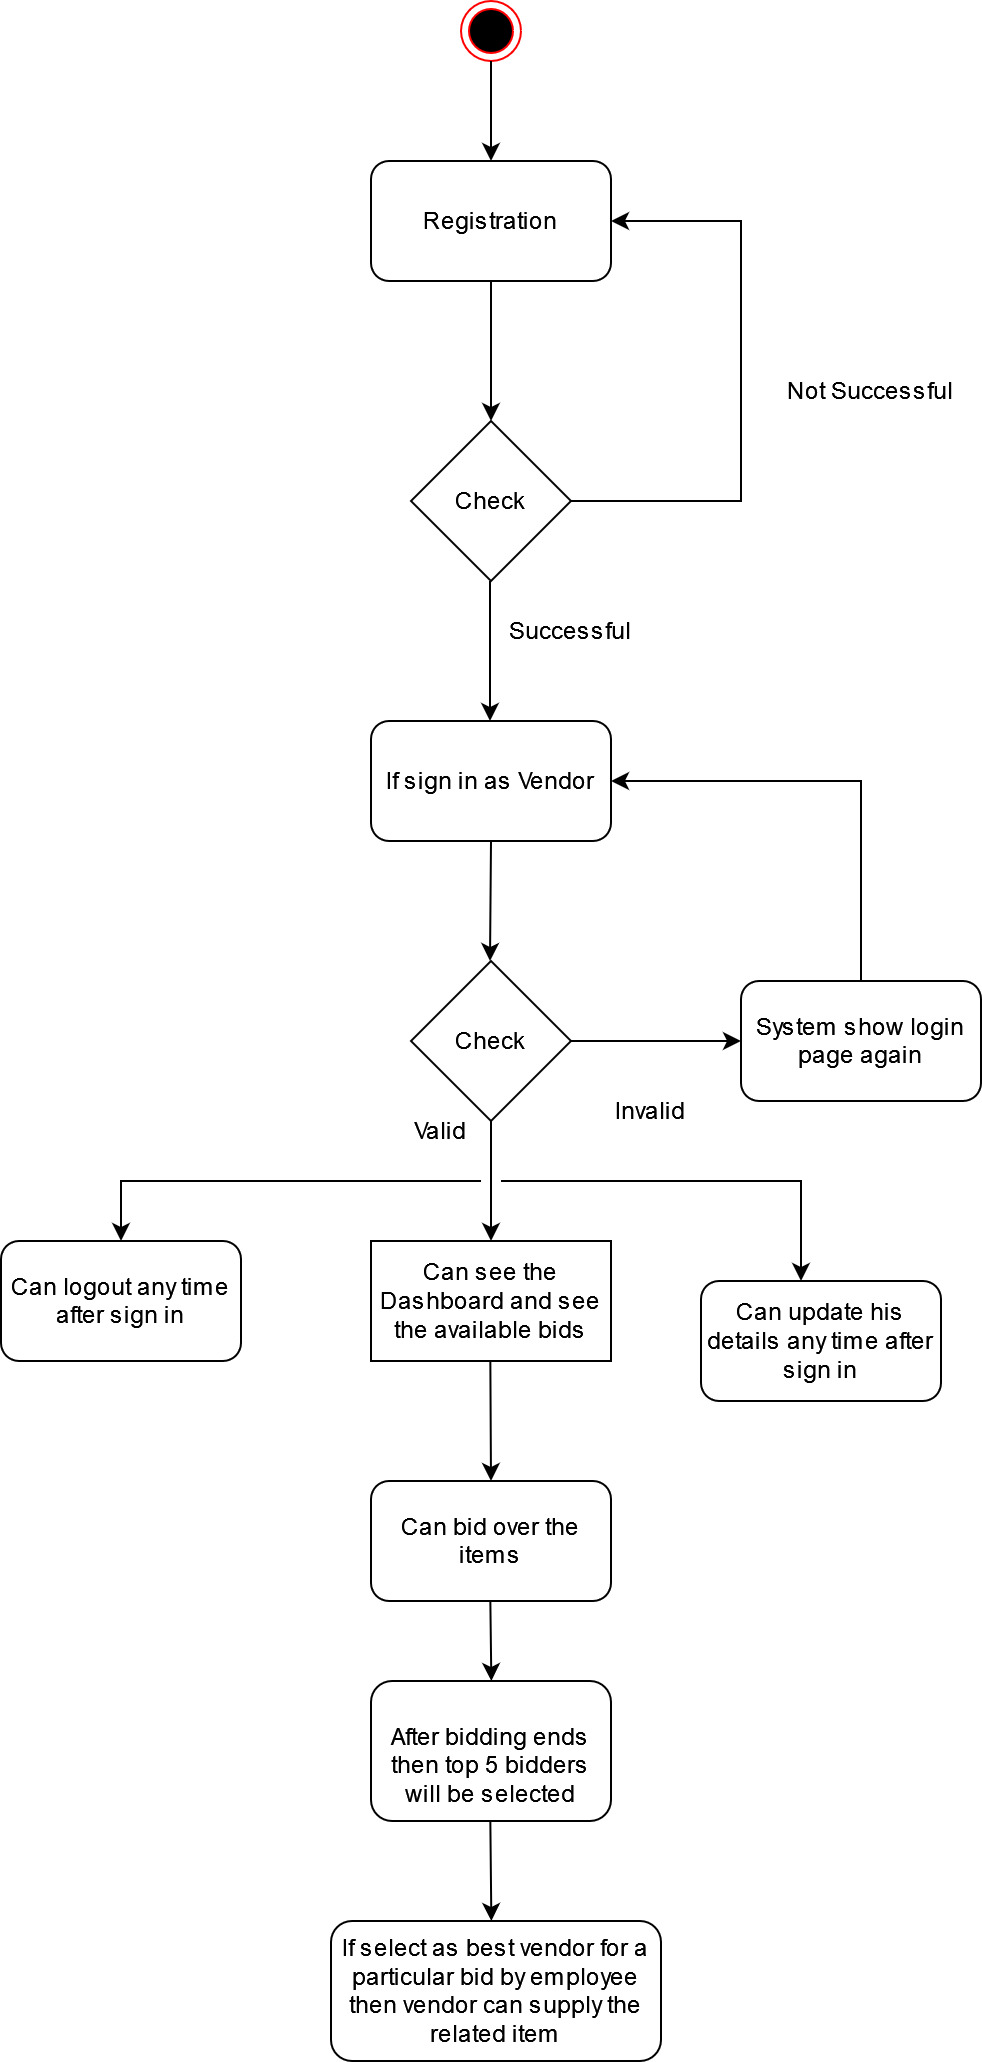 Registration
Not Successful
Check
Successful
If sign in as Vendor
Check
System show login
page again
Invalid
Valid
Can logout any time
after sign in
Can see the
Dashboard and see
the available bids
Can update his
details any time after
sign in
Can bid over the
items
After bidding ends
then top 5 bidders
will be selected
If select as best vendor for a
particular bid by employee
then vendor can supply the
related item